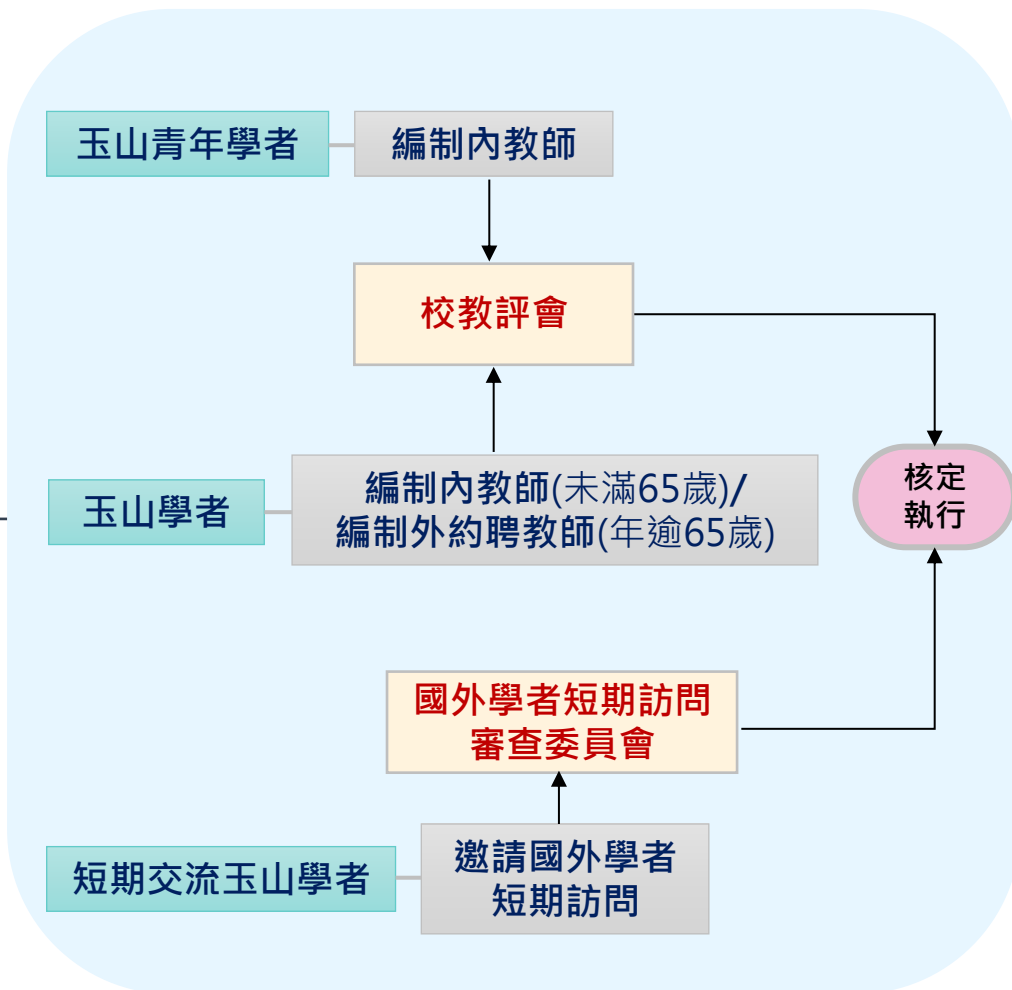 玉山青年學者
編制內教師
校教評會
玉山學者
編制內教師(未滿65歲)/
編制外約聘教師(年逾65歲)
核定
執行
國外學者短期訪問
審查委員會
短期交流玉山學者
邀請國外學者
短期訪問